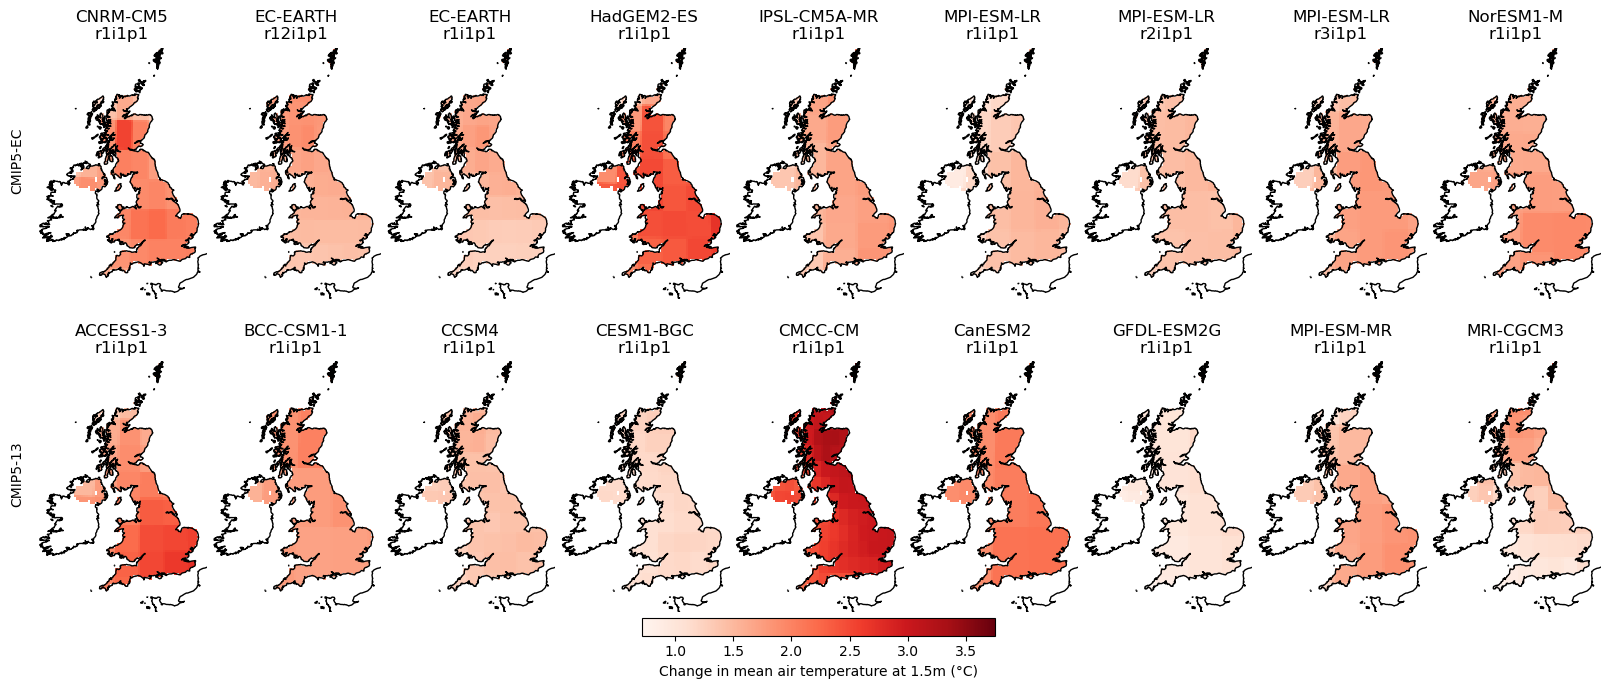 CNRM-CM5
r1i1p1
EC-EARTH
r12i1p1
EC-EARTH
r1i1p1
HadGEM2-ES
r1i1p1
IPSL-CM5A-MR
r1i1p1
MPI-ESM-LR
r1i1p1
MPI-ESM-LR
r2i1p1
MPI-ESM-LR
r3i1p1
NorESM1-M
r1i1p1
CMIP5-EC
ACCESS1-3
r1i1p1
BCC-CSM1-1
r1i1p1
CCSM4
r1i1p1
CESM1-BGC
r1i1p1
CMCC-CM
r1i1p1
CanESM2
r1i1p1
GFDL-ESM2G
r1i1p1
MPI-ESM-MR
r1i1p1
MRI-CGCM3
r1i1p1
CMIP5-13
1.0 1.5 2.0 2.5 3.0 3.5
Change in mean air temperature at 1.5m (°C)